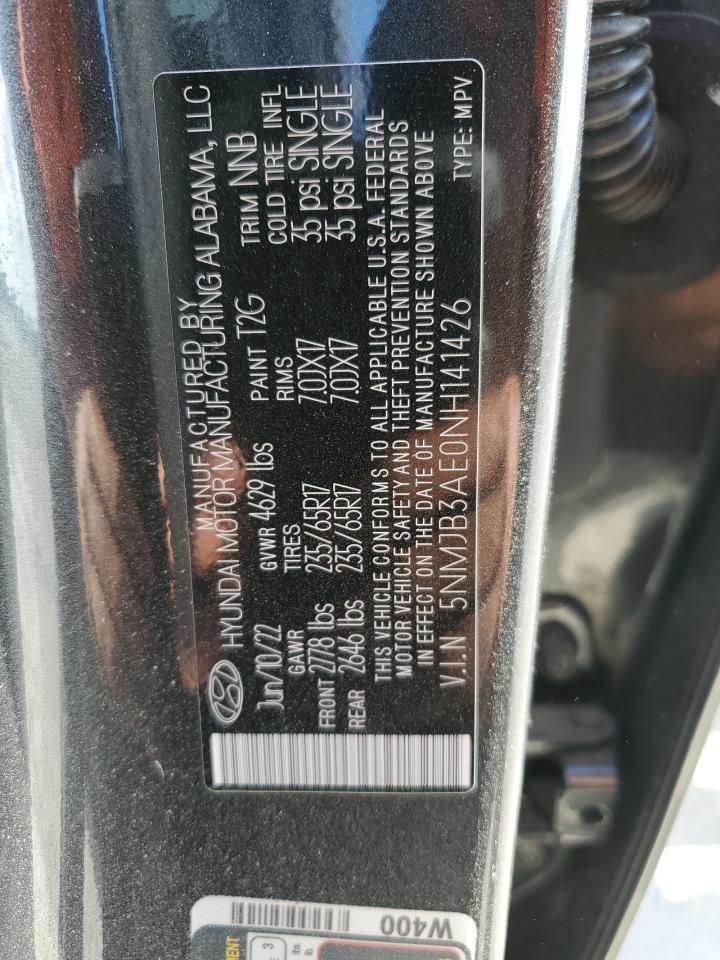 MANUFACTURED BY
HYUNDAI MOTOR MANUFACTURING ALABAMA, LLC
Jun/10/22 GVWR 4629 lbs PAINT T2G TRIM NNB
GAWR TIRES RIMS COLD TIRE INFL
FRONT 2778 lbs 235/65R17 7.0JX17 35 psi SINGLE
REAR 2646 lbs 235/65R17 7.0JX17 35 psi SINGLE
THIS VEHICLE CONFORMS TO ALL APPLICABLE U.S.A. FEDERAL
MOTOR VEHICLE SAFETY AND THEFT PREVENTION STANDARDS
IN EFFECT ON THE DATE OF MANUFACTURE SHOWN ABOVE
V.I.N 5NMJB3AE0NH141426 TYPE: MPV
W400
3
lbs